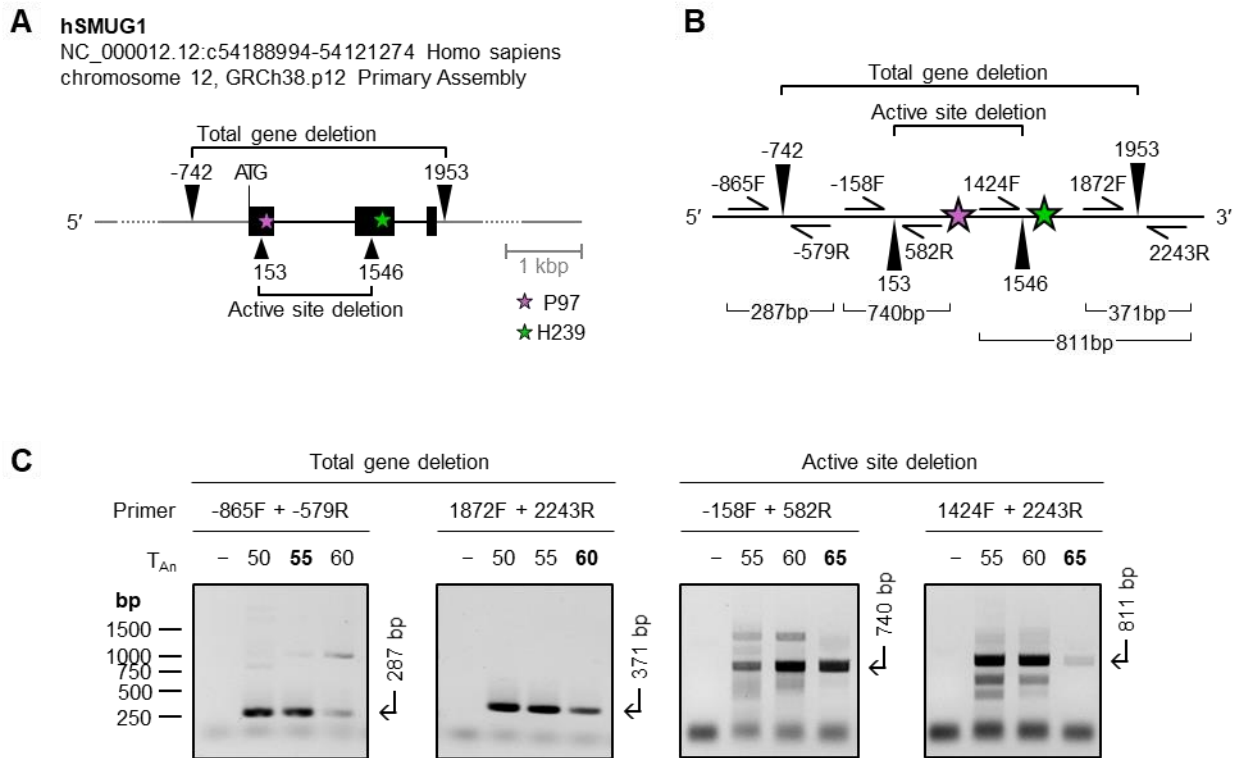 A
hSMUG1
NC_000012.12:c54188994-54121274 Homo sapiens
chromosome 12, GRCh38.p12 Primary Assembly
Total gene deletion
-742
ATG
1953
5′
153
1546
Active site deletion
1 kbp
P97
H239
B
Total gene deletion
Active site deletion
-742
1953
-865F
-158F
1424F
1872F
5′
3′
-579R
582R
2243R
153
1546
287bp
740bp
371bp
811bp
C
Total gene deletion
Active site deletion
Primer
-865F + -579R
1872F + 2243R
-158F + 582R
1424F + 2243R
TAn
– 50 55 60
– 50 55 60
– 55 60 65
– 55 60 65
bp
1500
1000
750
500
250
287 bp
371 bp
740 bp
811 bp